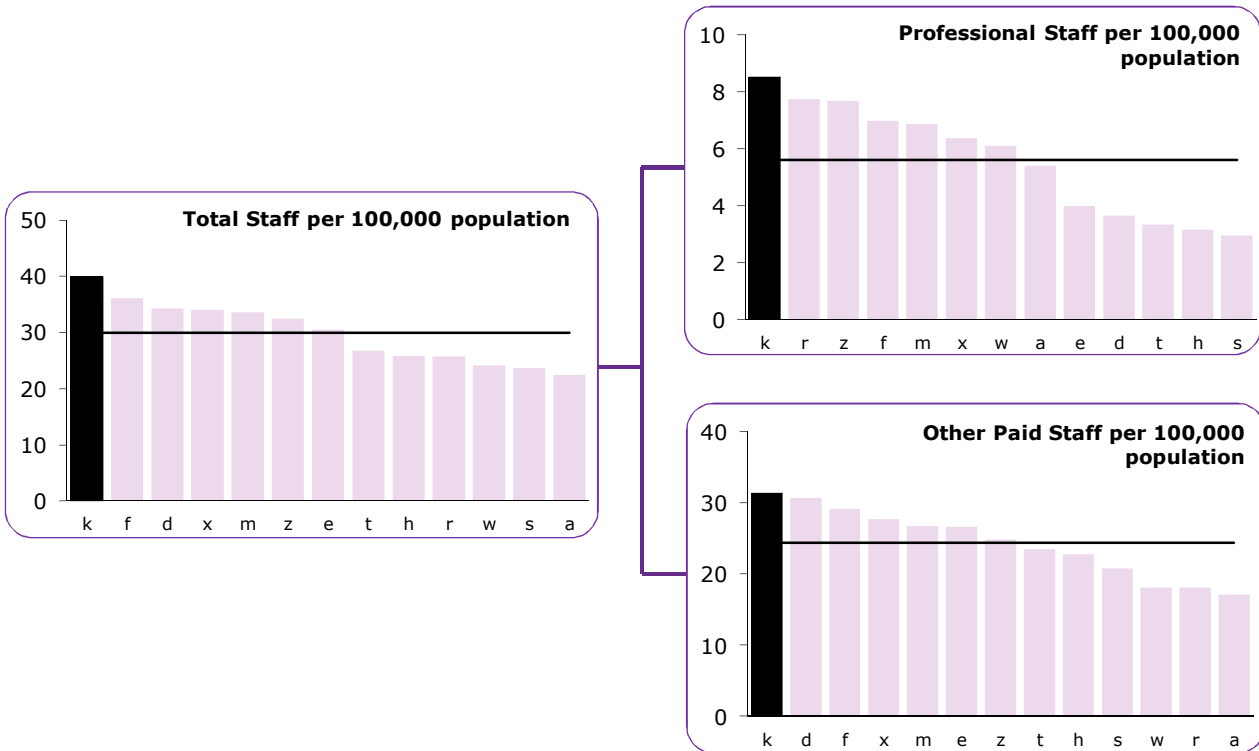 Total Staff per 100,000 population
50
40
30
20
10
0
k f d x m z e t h r w s a
Professional Staff per 100,000
population
10
8
6
4
2
0
k r z f m x w a e d t h s
Other Paid Staff per 100,000
population
40
30
20
10
0
k d f x m e z t h s w r a